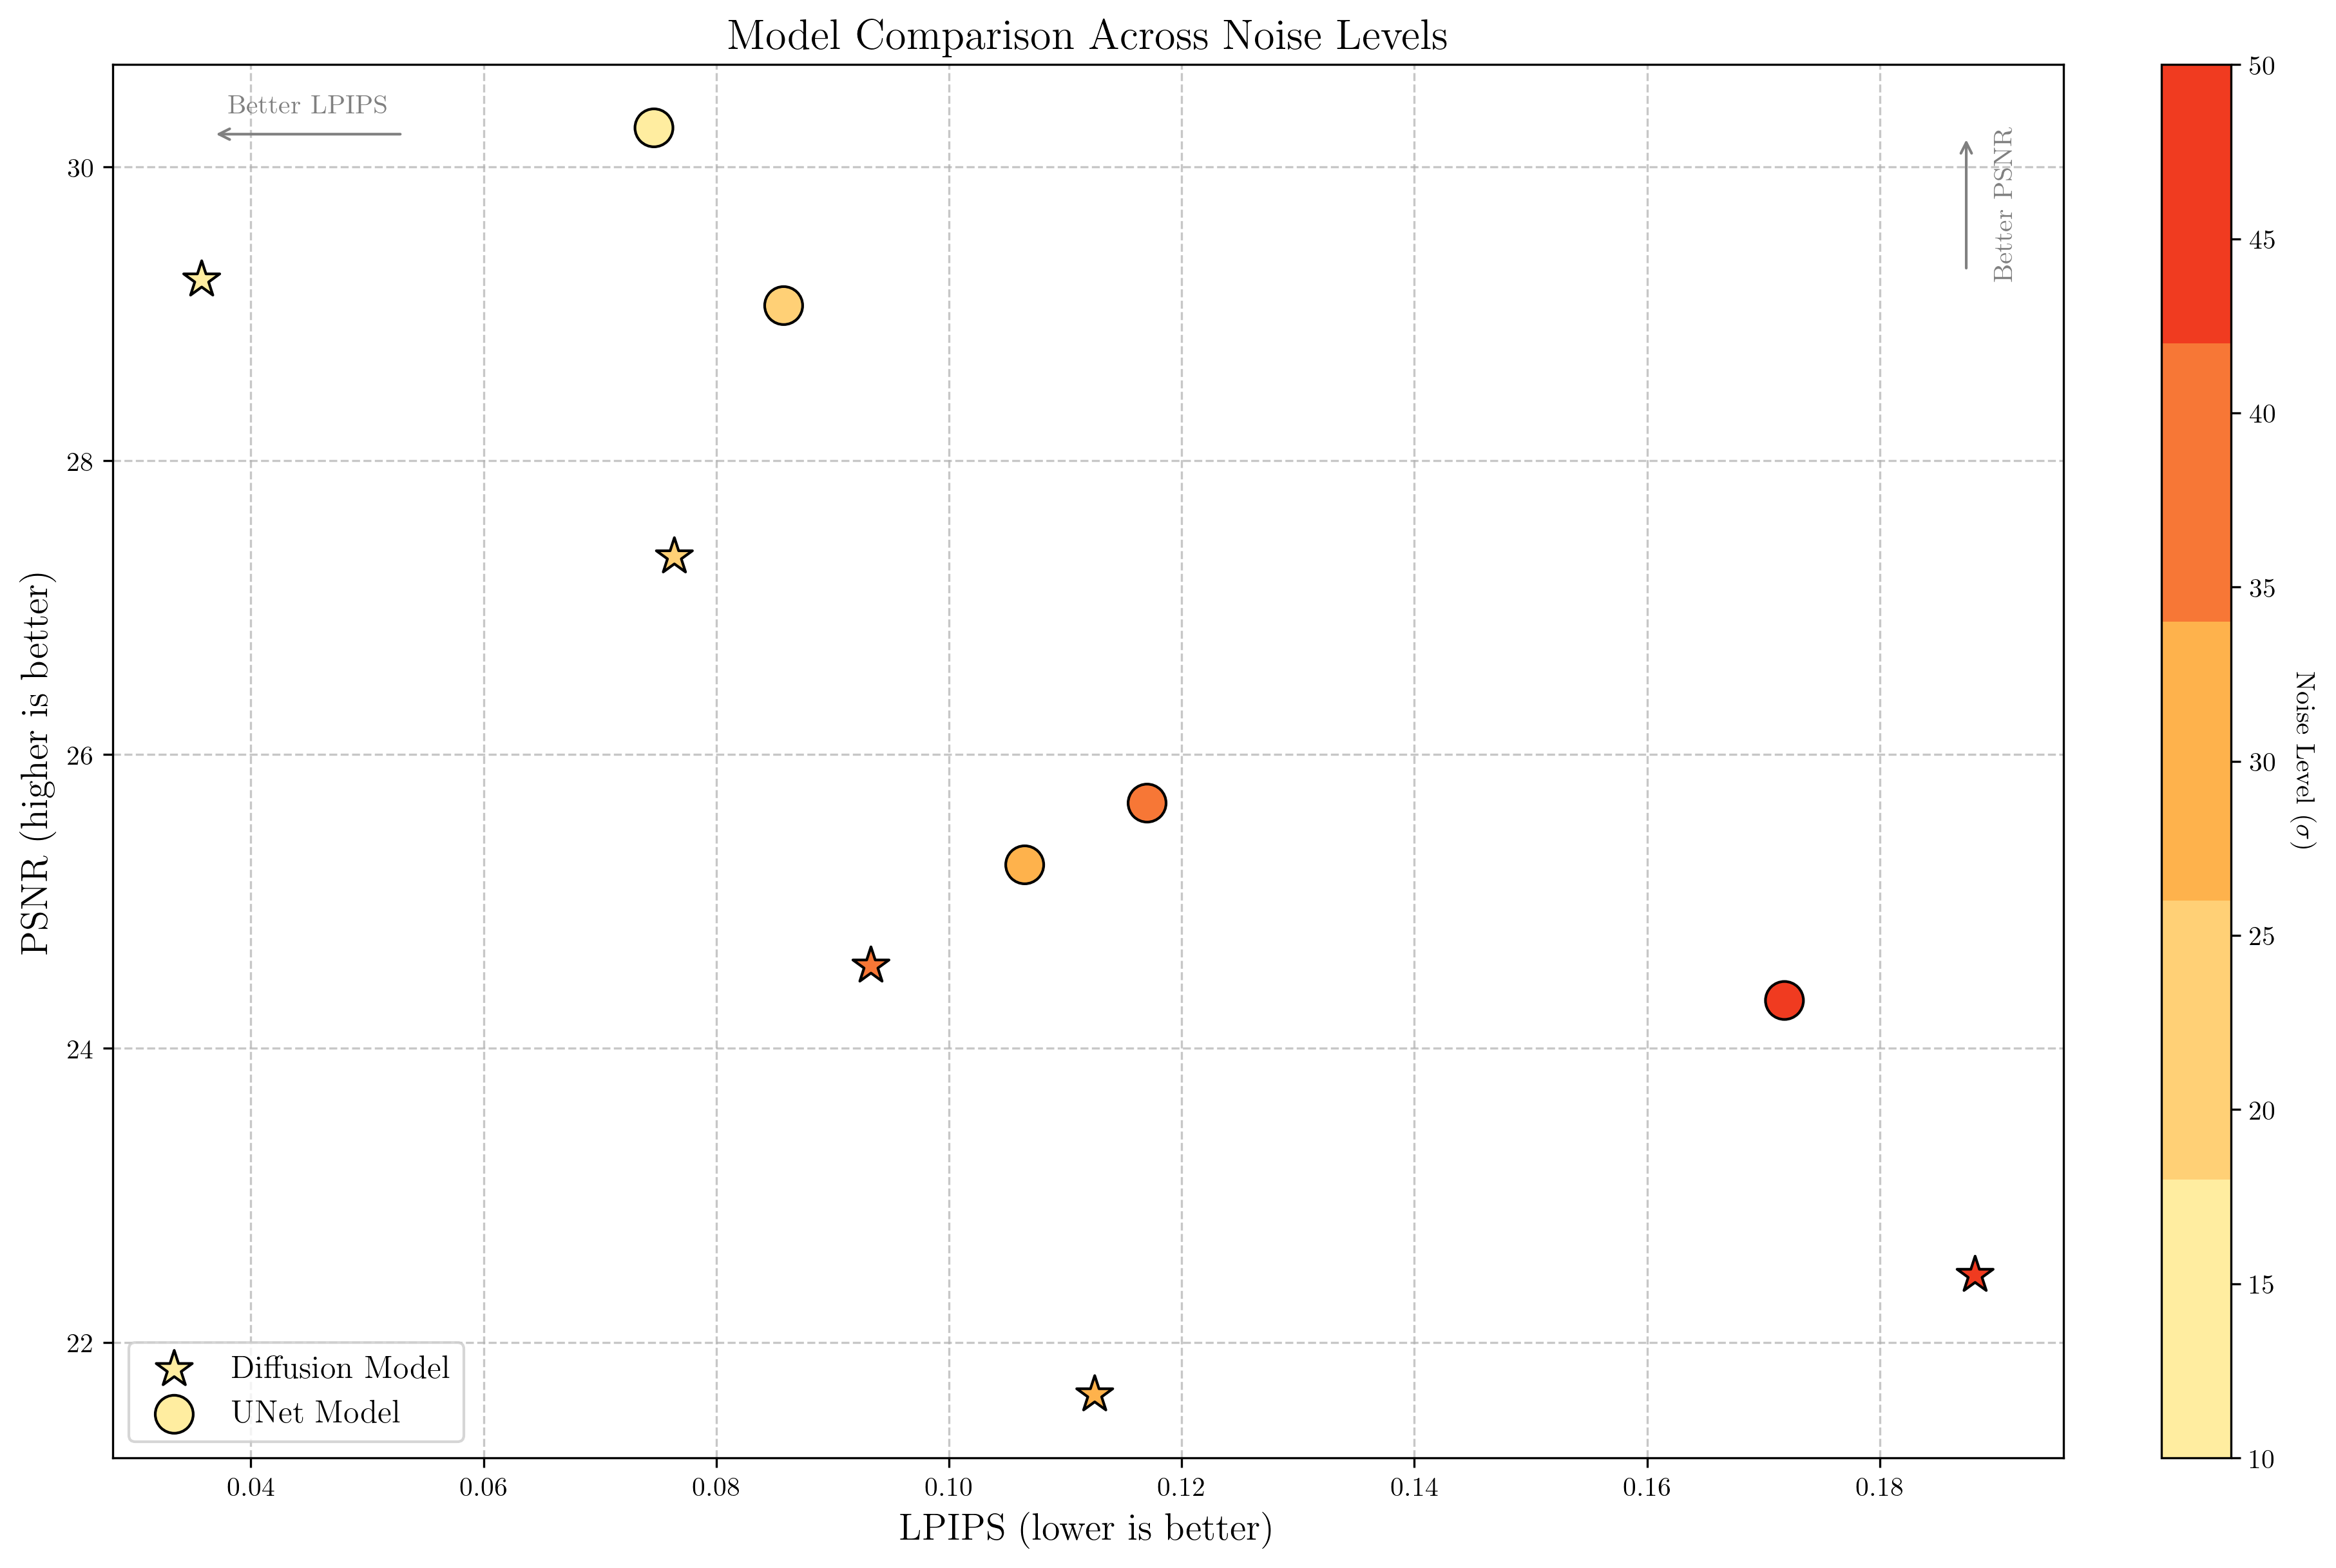 Model Comparison Across Noise Levels
Better LPIPS
Better PSNR
PSNR (higher is better)
30
28
26
24
22
Diffusion Model
UNet Model
0.04
0.06
0.08
0.10
0.12
0.14
0.16
0.18
LPIPS (lower is better)
50
45
40
35
30
25
20
15
10
Noise Level (σ)